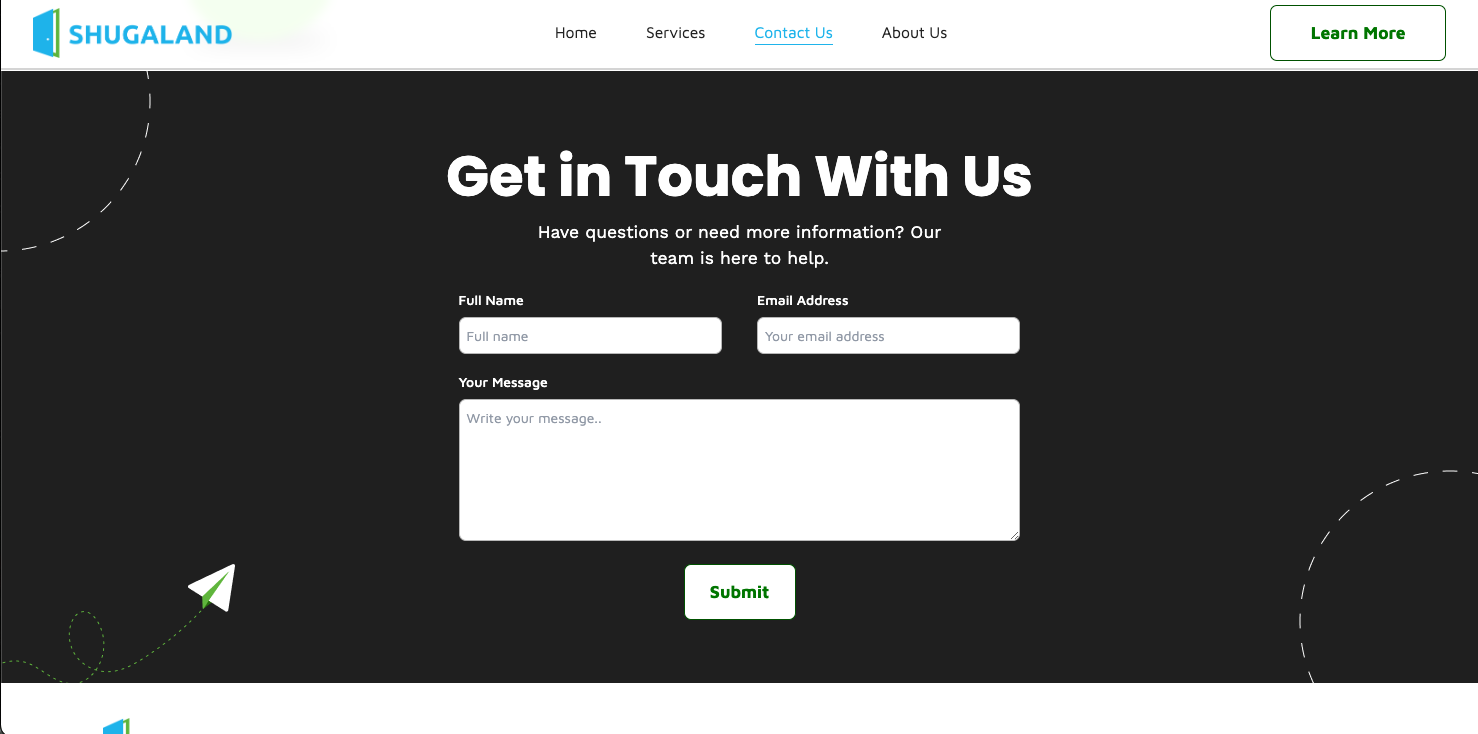 SHUGALAND
Home
Services
Contact Us
About Us
Learn More
Get in Touch With Us
Have questions or need more information? Our
team is here to help.
Full Name
Email Address
Full name
Your email address
Your Message
Write your message..
Submit